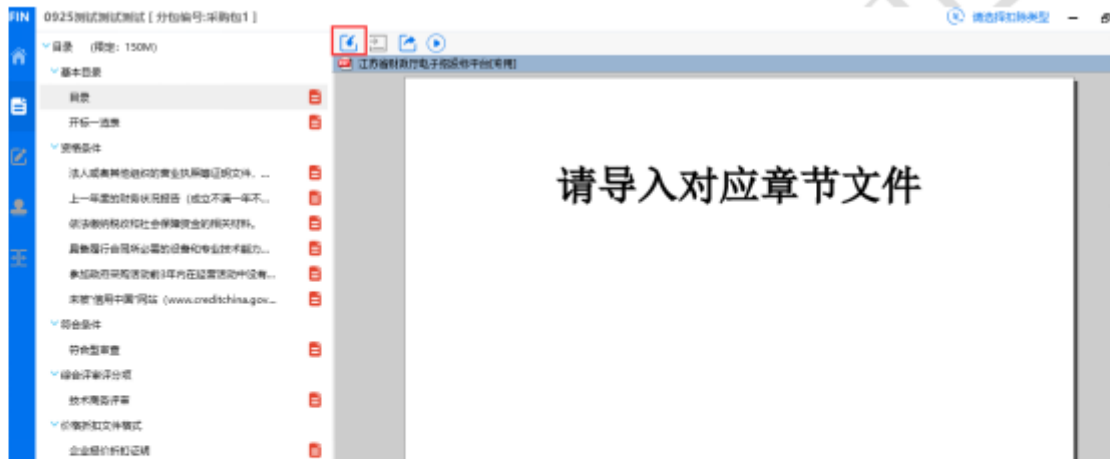 FIN
0925测试测试测试 [ 分包编号:采购包1 ]
请选择扣除类型
目录 (限定: 150M)
基本目录
目录
开标一览表
资格条件
法人或者其他组织的营业执照等证明文件, ...
上一年度的财务状况报告 (成立不满一年不...
依法缴纳税收和社会保障资金的相关材料。
具备履行合同所必需的设备和专业技术能力...
参加政府采购活动前3年内在经营活动中没有...
未被"信用中国"网站 (www.creditchina.gov...
符合条件
符合型审查
综合评审评分项
技术商务评审
价格折扣文件格式
企业报价折扣证明
江苏省财政厅电子招投标平台[专用]
请导入对应章节文件